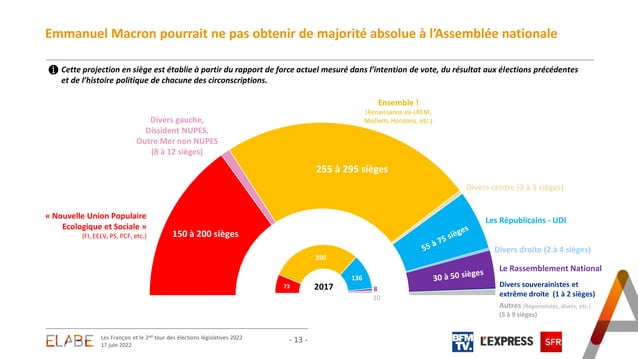 Emmanuel Macron pourrait ne pas obtenir de majorité absolue à l'Assemblée nationale
❶ Cette projection en siège est établie à partir du rapport de force actuel mesuré dans l'intention de vote, du résultat aux élections précédentes
et de l'histoire politique de chacune des circonscriptions.
Ensemble !
(Renaissance ex-LREM,
MoDem, Horizons, etc.)
Divers gauche,
Dissident NUPES,
Outre Mer non NUPES
(8 à 12 sièges)
255 à 295 sièges
Divers centre (3 à 5 sièges)
« Nouvelle Union Populaire
Ecologique et Sociale »
(FI, EELV, PS, PCF, etc.)
150 à 200 sièges
55 à 75 sièges
Les Républicains - UDI
Divers droite (2 à 4 sièges)
30 à 50 sièges
Le Rassemblement National
Divers souverainistes et
extrême droite (1 à 2 sièges)
Autres (Régionalistes, divers, etc.)
(5 à 9 sièges)
350
136
73
2017
8
10
ELABE
Les Français et le 2nd tour des élections législatives 2022
17 juin 2022
- 13 -
BFM
TV.
L'EXPRESS
SFR